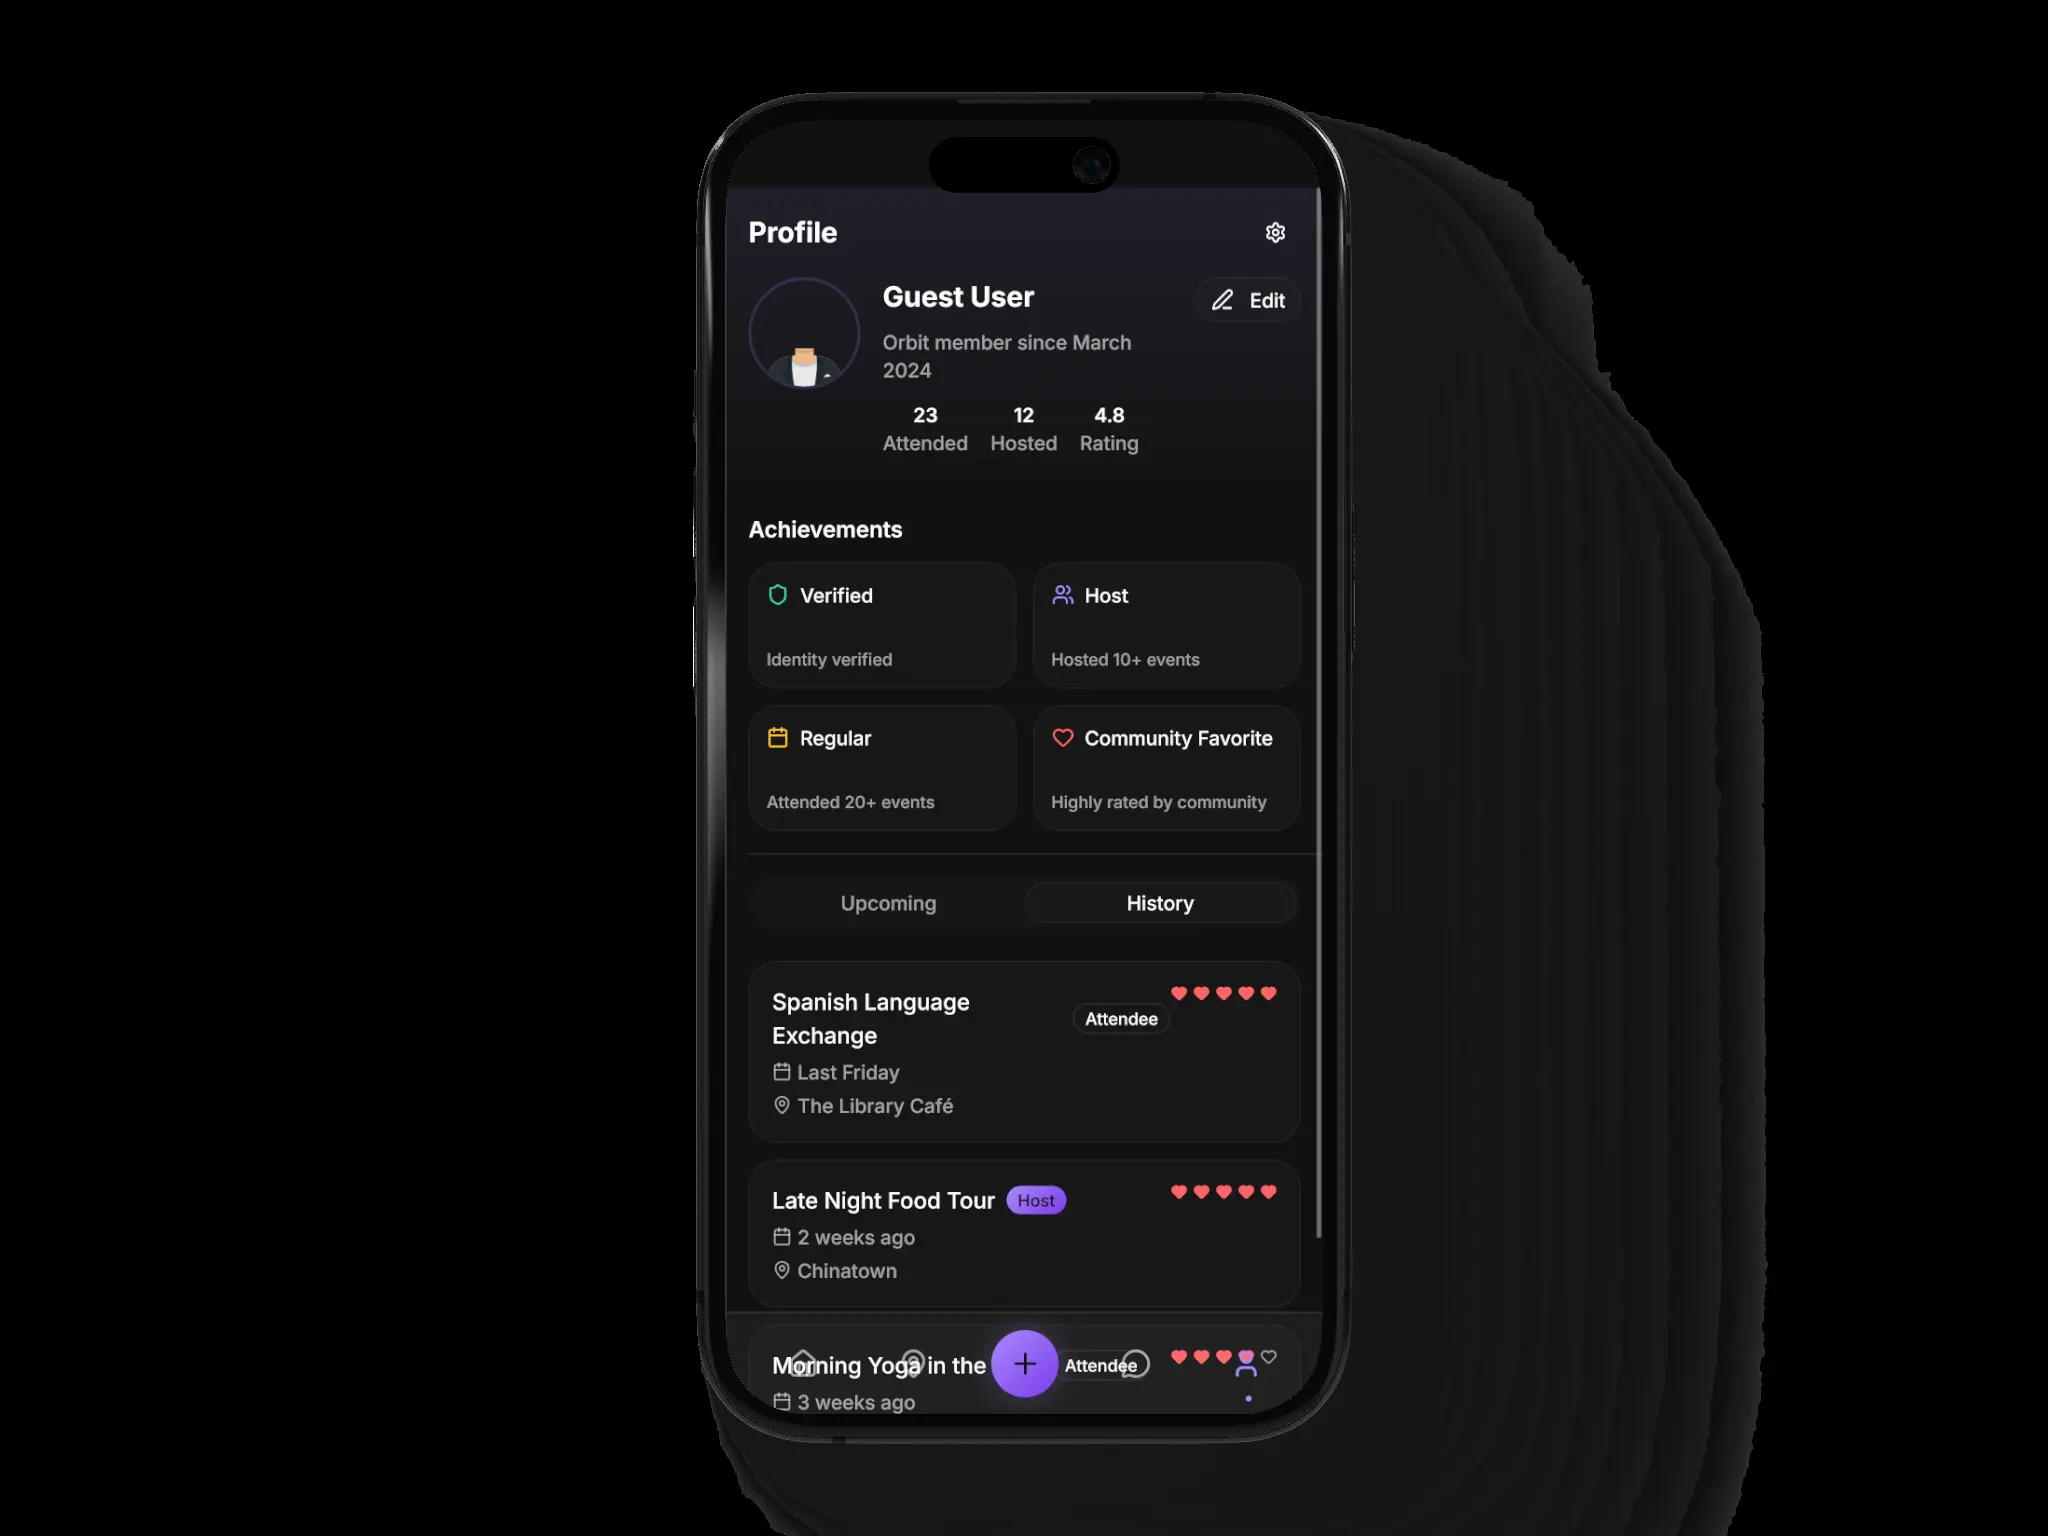 Profile
Guest User
Edit
Orbit member since March
2024
23 12 4.8
Attended Hosted Rating
Achievements
Verified
Identity verified
Host
Hosted 10+ events
Regular
Attended 20+ events
Community Favorite
Highly rated by community
Upcoming History
Spanish Language
Exchange
Attendee
Last Friday
The Library Café
Late Night Food Tour Host
2 weeks ago
Chinatown
Morning Yoga in the Attendee
3 weeks ago